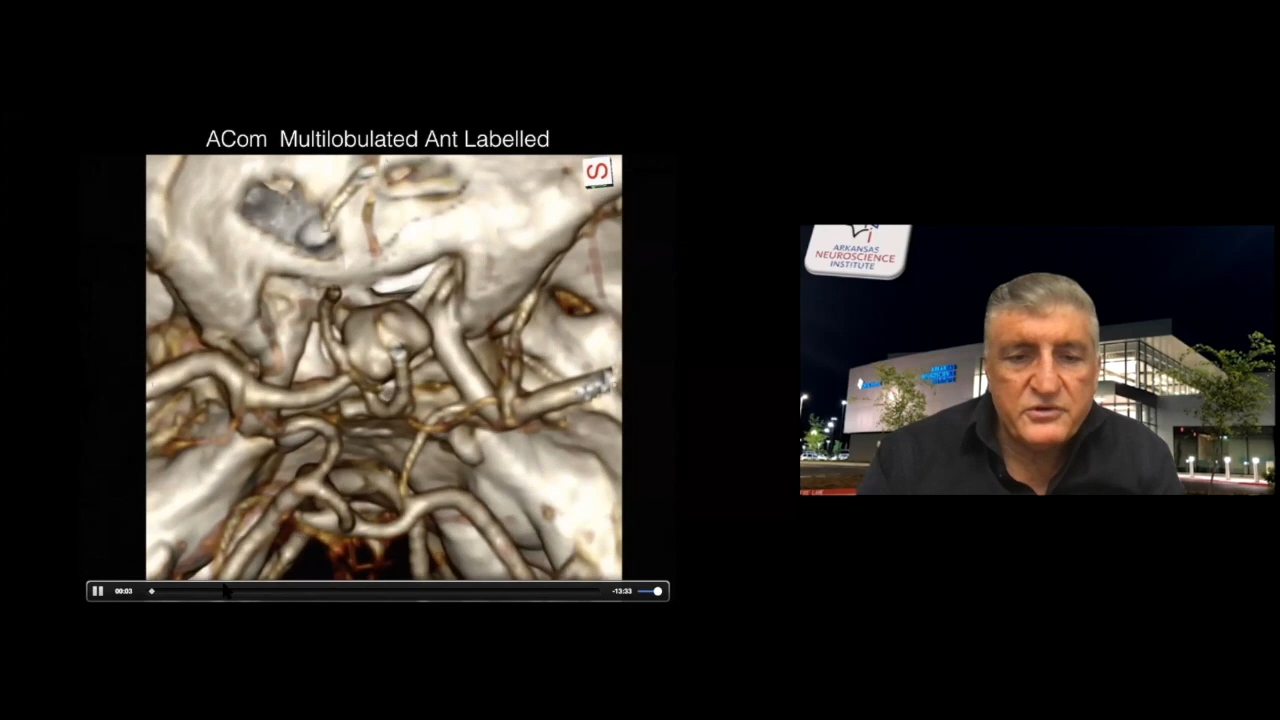 ACom Multilobulated Ant Labelled
S
ARKANSAS
NEUROSCIENCE
INSTITUTE
00:03
-13:33